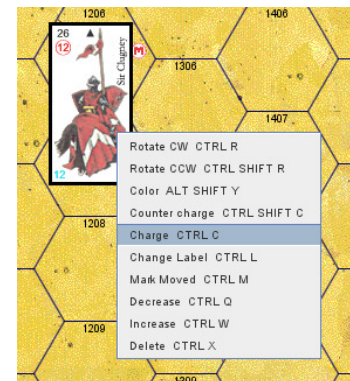 1206
1406
26
12
M
Sir Clugney
1306
1407
12
Rotate CW CTRL R
Rotate CCW CTRL SHIFT R
Color ALT SHIFT Y
Counter charge CTRL SHIFT C
1208
Charge CTRL C
Change Label CTRL L
Mark Moved CTRL M
Decrease CTRL Q
1209
Increase CTRL W
Delete CTRL X
1309